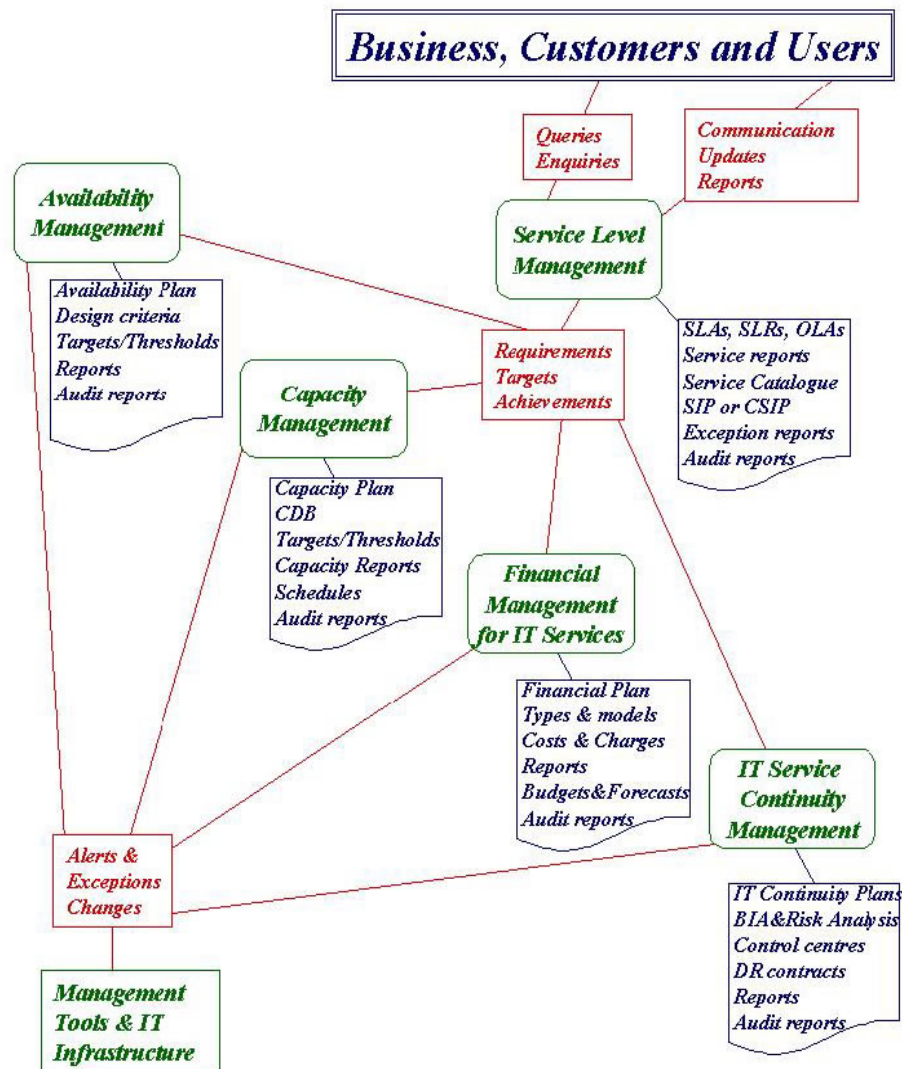 Business, Customers and Users
Queries
Enquiries
Communication
Updates
Reports
Availability
Management
Service Level
Management
Availability Plan
Design criteria
Targets/Thresholds
Reports
Audit reports
Requirements
Targets
Achievements
SLAs, SLRs, OLAs
Service reports
Service Catalogue
SIP or CSIP
Exception reports
Audit reports
Capacity
Management
Capacity Plan
CDB
Targets/Thresholds
Capacity Reports
Schedules
Audit reports
Financial
Management
for IT Services
Financial Plan
Types & models
Costs & Charges
Reports
Budgets&Forecasts
Audit reports
IT Service
Continuity
Management
Alerts &
Exceptions
Changes
IT Continuity Plans
BIA&Risk Analysis
Control centres
DR contracts
Reports
Audit reports
Management
Tools & IT
Infrastructure